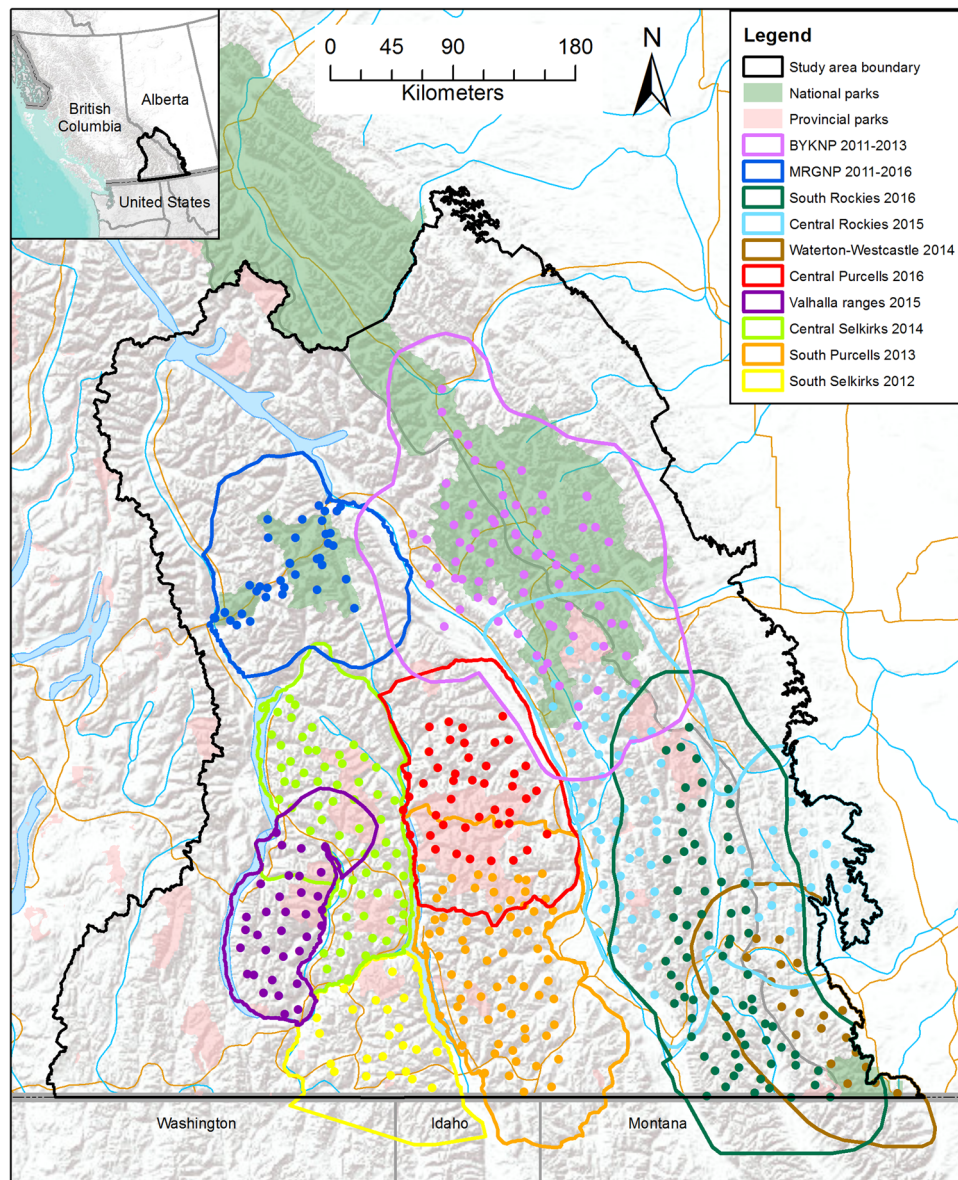 British
Columbia
Alberta
United States
0 45 90 180
Kilometers
N
Legend
Study area boundary
National parks
Provincial parks
BYKNP 2011-2013
MRGNP 2011-2016
South Rockies 2016
Central Rockies 2015
Waterton-Westcastle 2014
Central Purcells 2016
Valhalla ranges 2015
Central Selkirks 2014
South Purcells 2013
South Selkirks 2012
Washington
Idaho
Montana